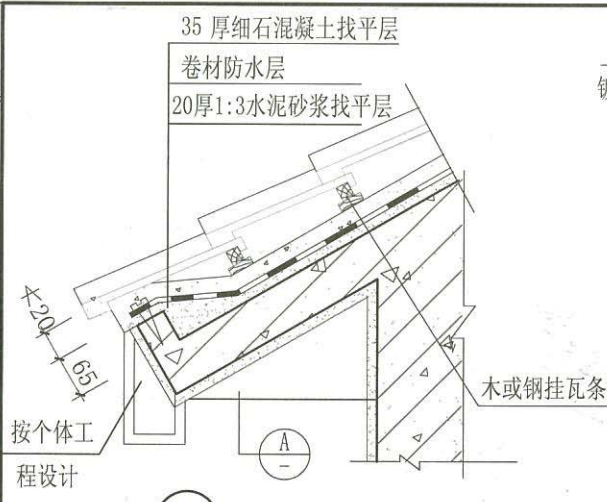 35 厚细石混凝土找平层
卷材防水层
20厚1:3水泥砂浆找平层
≮20
65
木或钢挂瓦条
按个体工
程设计
A
-